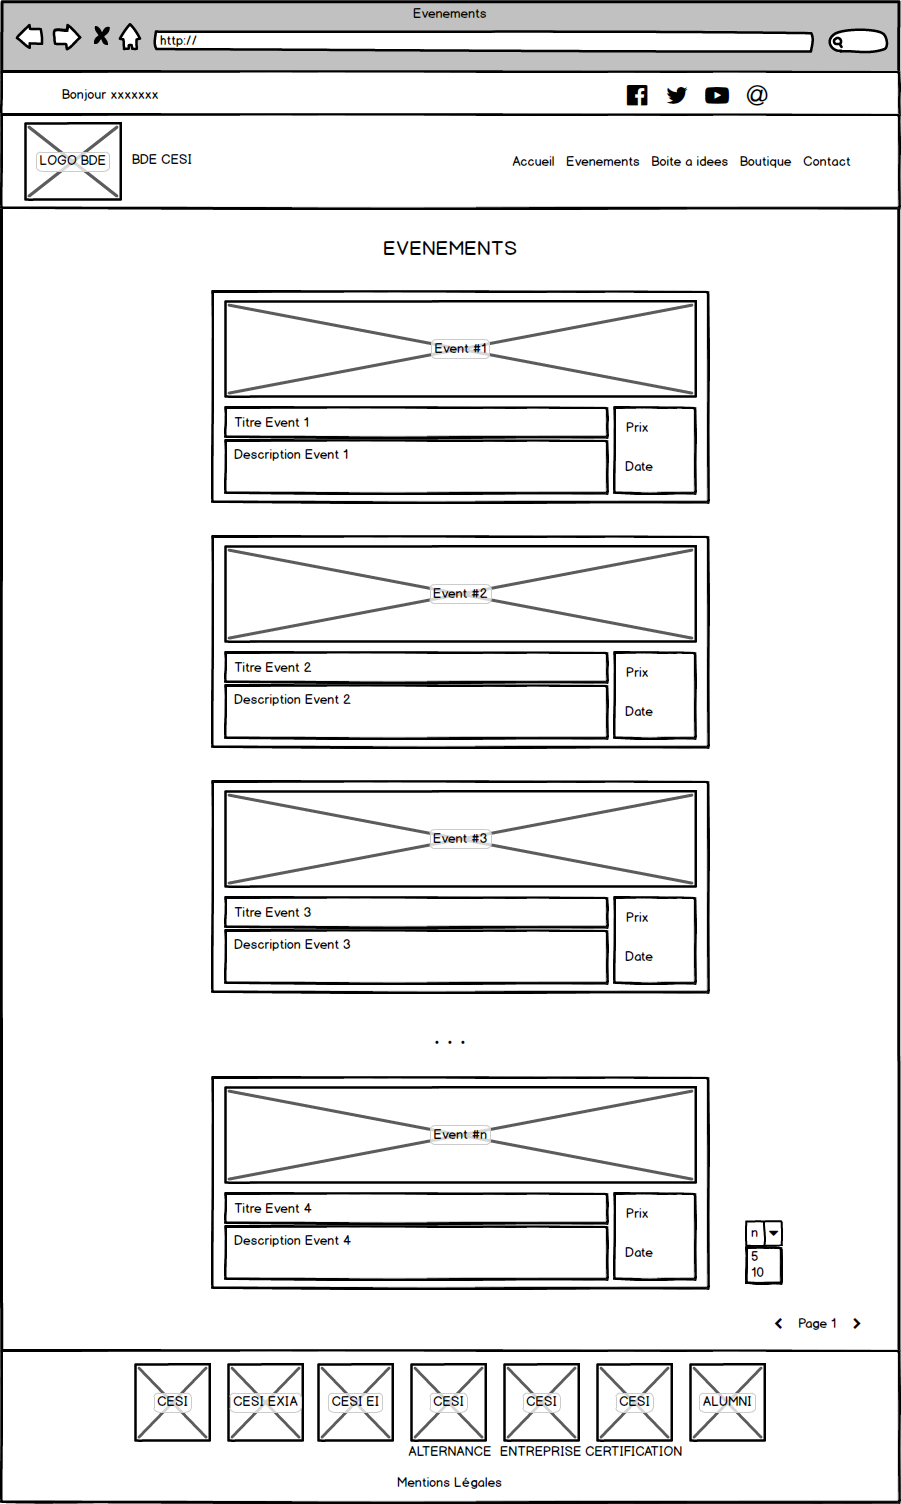 Evenements
http://
Bonjour xxxxxxx
LOGO BDE
BDE CESI
Accueil Evenements Boite a idees Boutique Contact
EVENEMENTS
Event #1
Titre Event 1
Description Event 1
Prix
Date
Event #2
Titre Event 2
Description Event 2
Prix
Date
Event #3
Titre Event 3
Description Event 3
Prix
Date
. . .
Event #n
Titre Event 4
Description Event 4
Prix
Date
n
5
10
Page 1
CESI CESI EXIA CESI EI CESI CESI CESI ALUMNI
ALTERNANCE ENTREPRISE CERTIFICATION
Mentions Légales